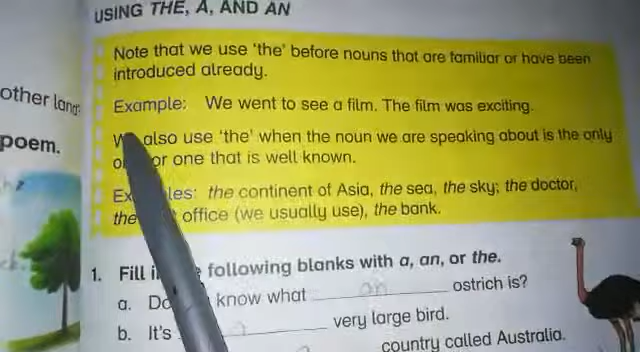 USING THE, A, AND AN
Note that we use 'the' before nouns that are familiar or have been
introduced already.
Example: We went to see a film. The film was exciting.
also use 'the' when the noun we are speaking about is the only
or one that is well known.
les: the continent of Asia, the sea, the sky; the doctor,
the office (we usually use), the bank.
other land
poem.
1. Fill i following blanks with a, an, or the.
a. Do know what an ostrich is?
b. It's a very large bird.
country called Australia.